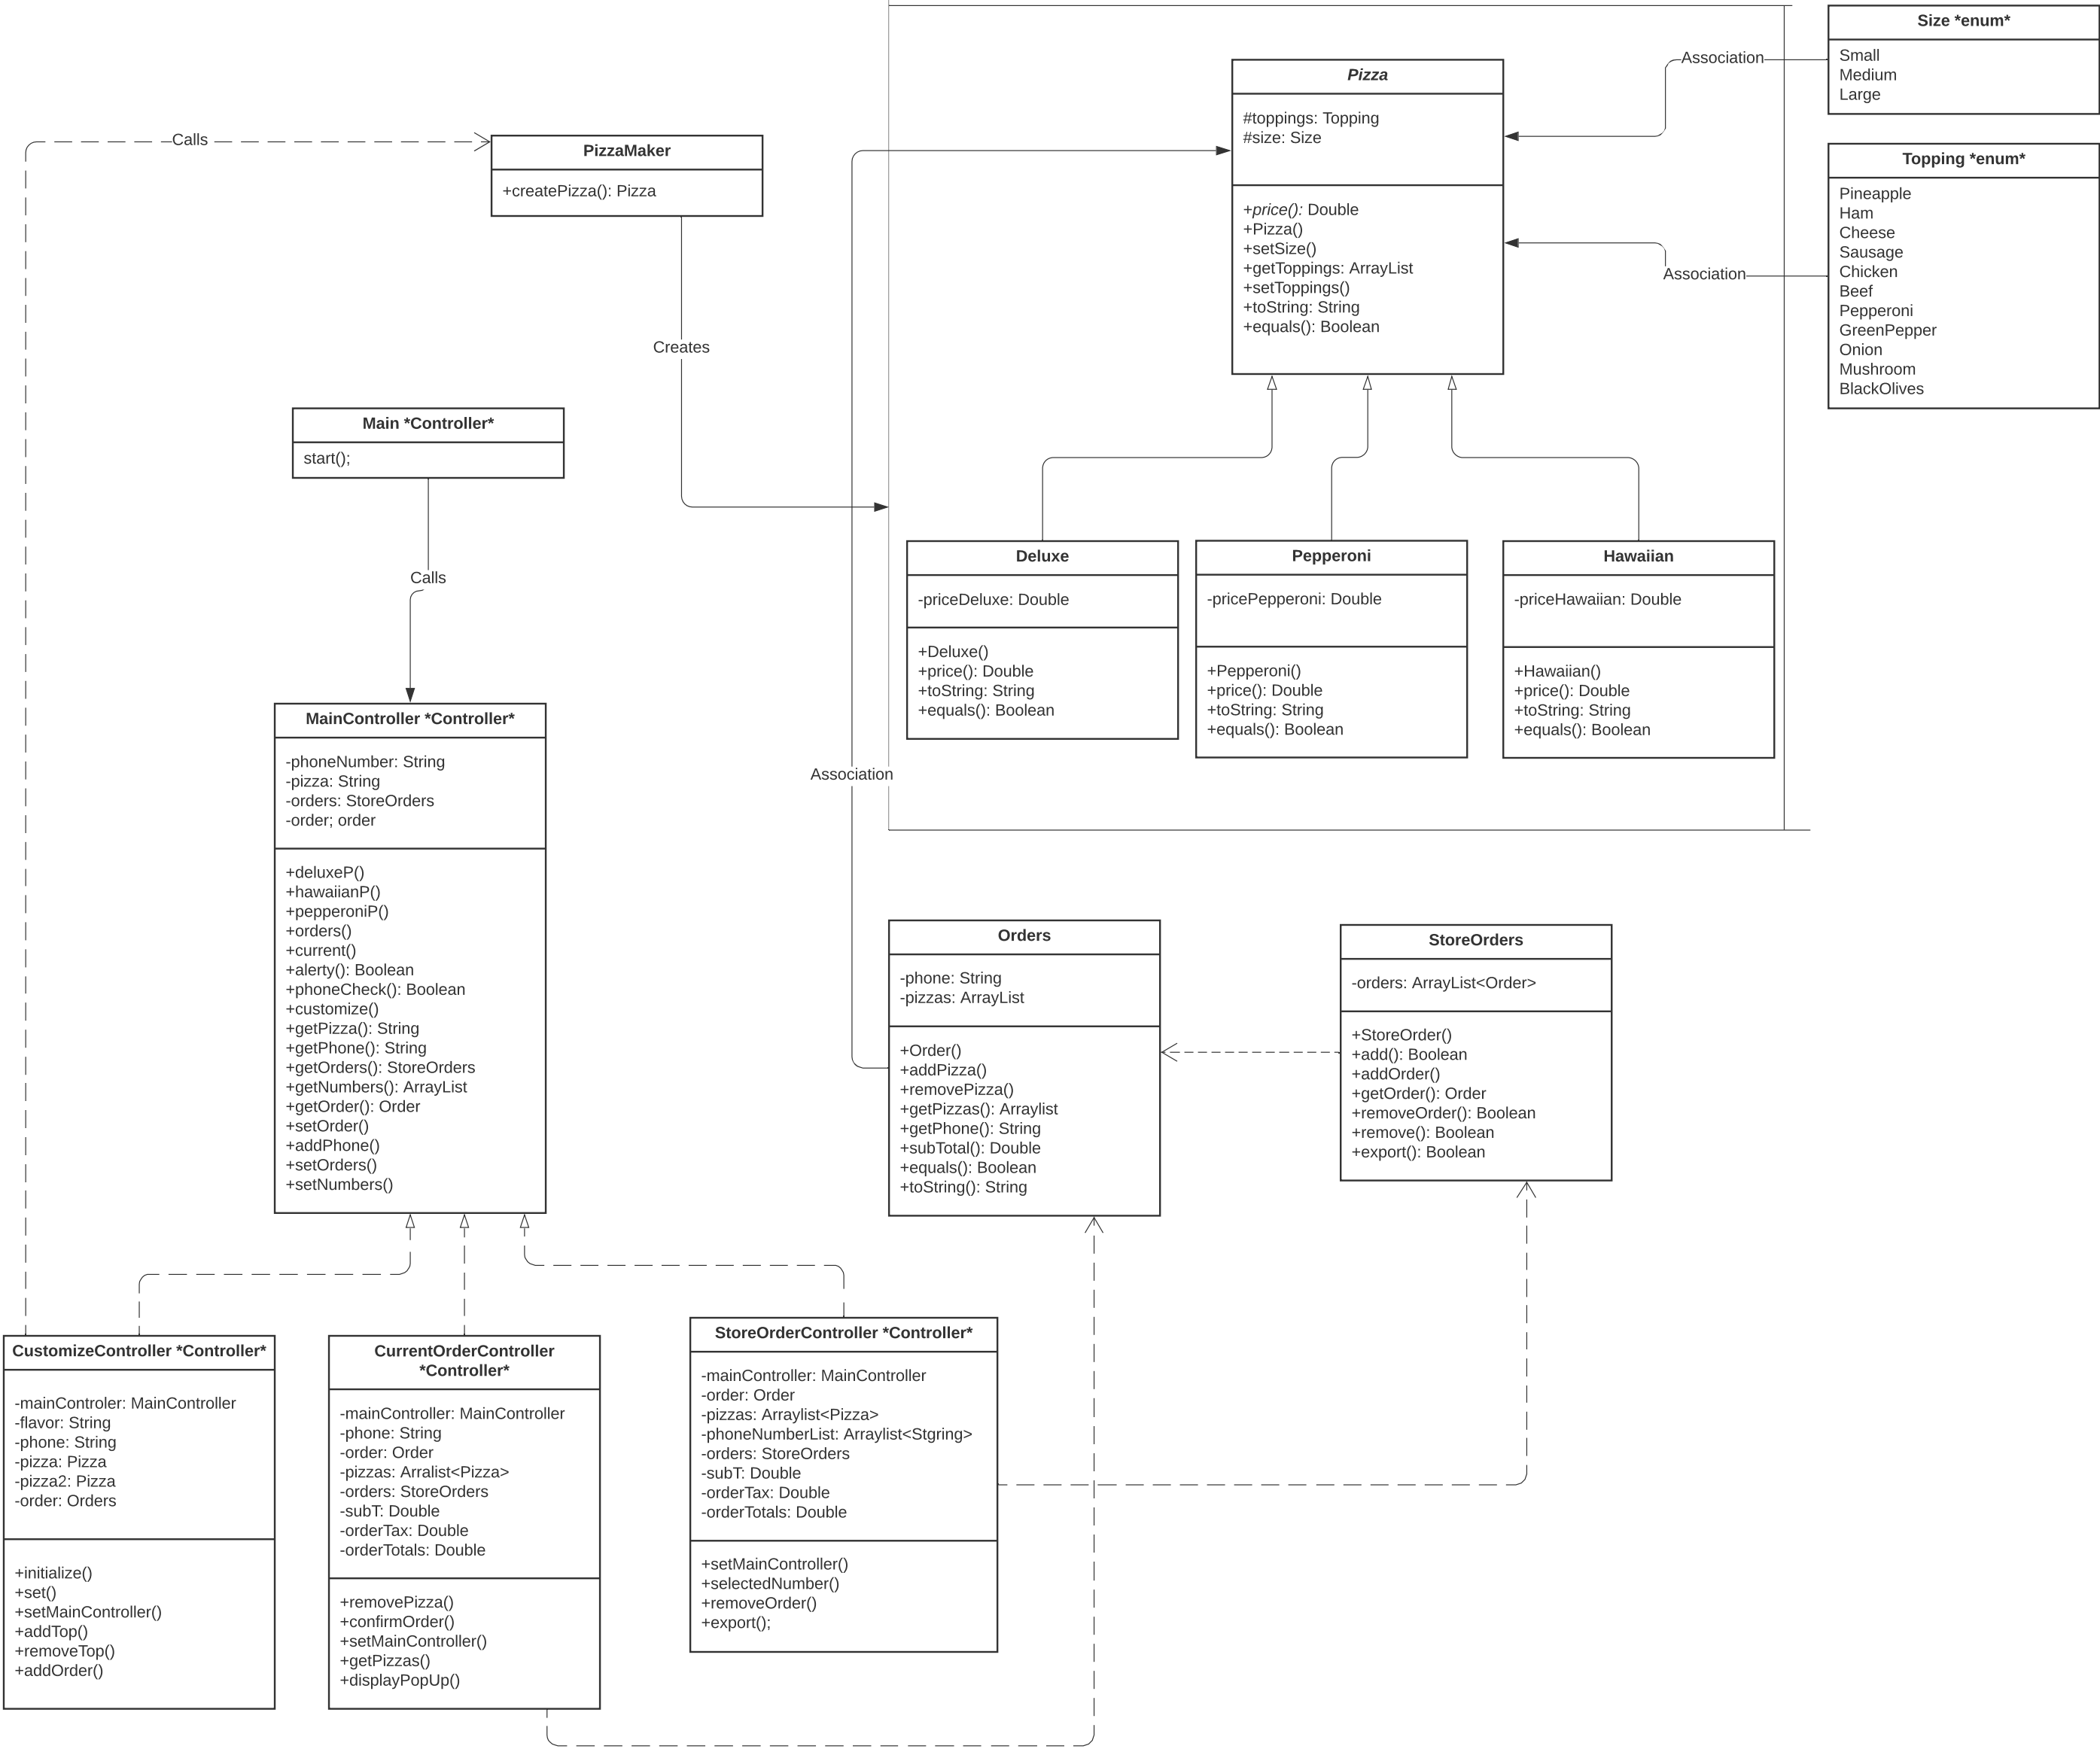 Size *enum*
Small
Medium
Large
Association
Pizza
#toppings: Topping
#size: Size
+price(): Double
+Pizza()
+setSize()
+getToppings: ArrayList
+setToppings()
+toString: String
+equals(): Boolean
Topping *enum*
Pineapple
Ham
Cheese
Sausage
Chicken
Beef
Pepperoni
GreenPepper
Onion
Mushroom
BlackOlives
Association
Calls
PizzaMaker
+createPizza(): Pizza
Creates
Main *Controller*
start();
Calls
Deluxe
-priceDeluxe: Double
+Deluxe()
+price(): Double
+toString: String
+equals(): Boolean
Pepperoni
-pricePepperoni: Double
+Pepperoni()
+price(): Double
+toString: String
+equals(): Boolean
Hawaiian
-priceHawaiian: Double
+Hawaiian()
+price(): Double
+toString: String
+equals(): Boolean
Association
MainController *Controller*
-phoneNumber: String
-pizza: String
-orders: StoreOrders
-order; order
+deluxeP()
+hawaiianP()
+pepperoniP()
+orders()
+current()
+alerty(): Boolean
+phoneCheck(): Boolean
+customize()
+getPizza(): String
+getPhone(): String
+getOrders(): StoreOrders
+getNumbers(): ArrayList
+getOrder(): Order
+setOrder()
+addPhone()
+setOrders()
+setNumbers()
Orders
-phone: String
-pizzas: ArrayList
+Order()
+addPizza()
+removePizza()
+getPizzas(): Arraylist
+getPhone(): String
+subTotal(): Double
+equals(): Boolean
+toString(): String
StoreOrders
-orders: ArrayList<Order>
+StoreOrder()
+add(): Boolean
+addOrder()
+getOrder(): Order
+removeOrder(): Boolean
+remove(): Boolean
+export(): Boolean
CustomizeController *Controller*
-mainControler: MainController
-flavor: String
-phone: String
-pizza: Pizza
-pizza2: Pizza
-order: Orders
+initialize()
+set()
+setMainController()
+addTop()
+removeTop()
+addOrder()
CurrentOrderController
*Controller*
-mainController: MainController
-phone: String
-order: Order
-pizzas: Arralist<Pizza>
-orders: StoreOrders
-subT: Double
-orderTax: Double
-orderTotals: Double
+removePizza()
+confirmOrder()
+setMainController()
+getPizzas()
+displayPopUp()
StoreOrderController *Controller*
-mainController: MainController
-order: Order
-pizzas: Arraylist<Pizza>
-phoneNumberList: Arraylist<Stgring>
-orders: StoreOrders
-subT: Double
-orderTax: Double
-orderTotals: Double
+setMainController()
+selectedNumber()
+removeOrder()
+export();